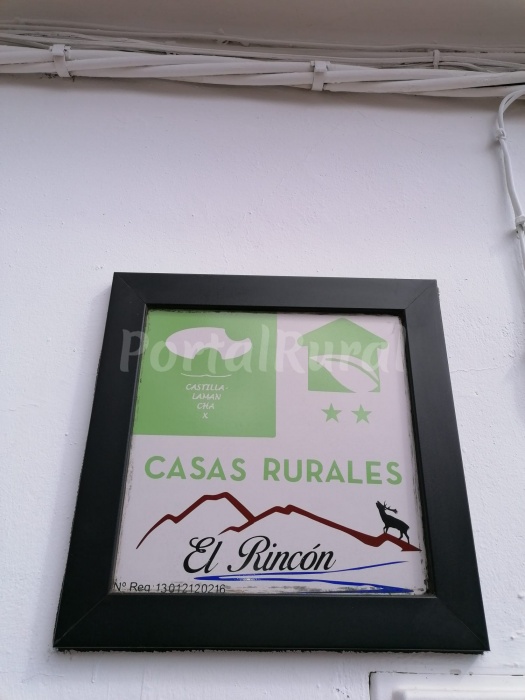 PortalRural
CASTILLA-
LAMAN
CHA
X
CASAS RURALES
El Rincón
Nº Reg: 13012120216